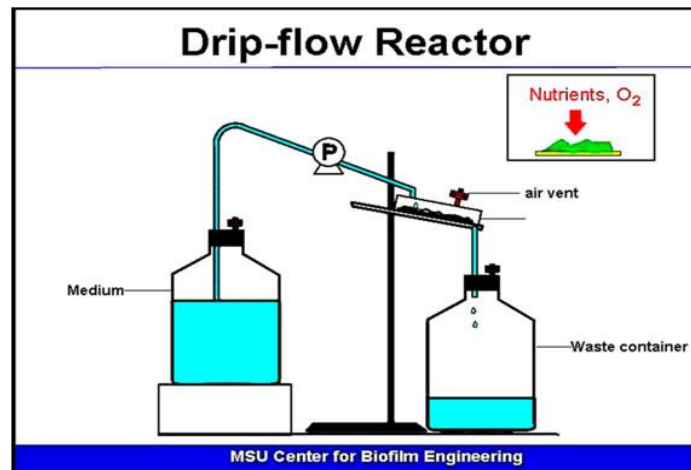 Drip-flow Reactor
Nutrients, O₂
P
air vent
Medium
Waste container
MSU Center for Biofilm Engineering